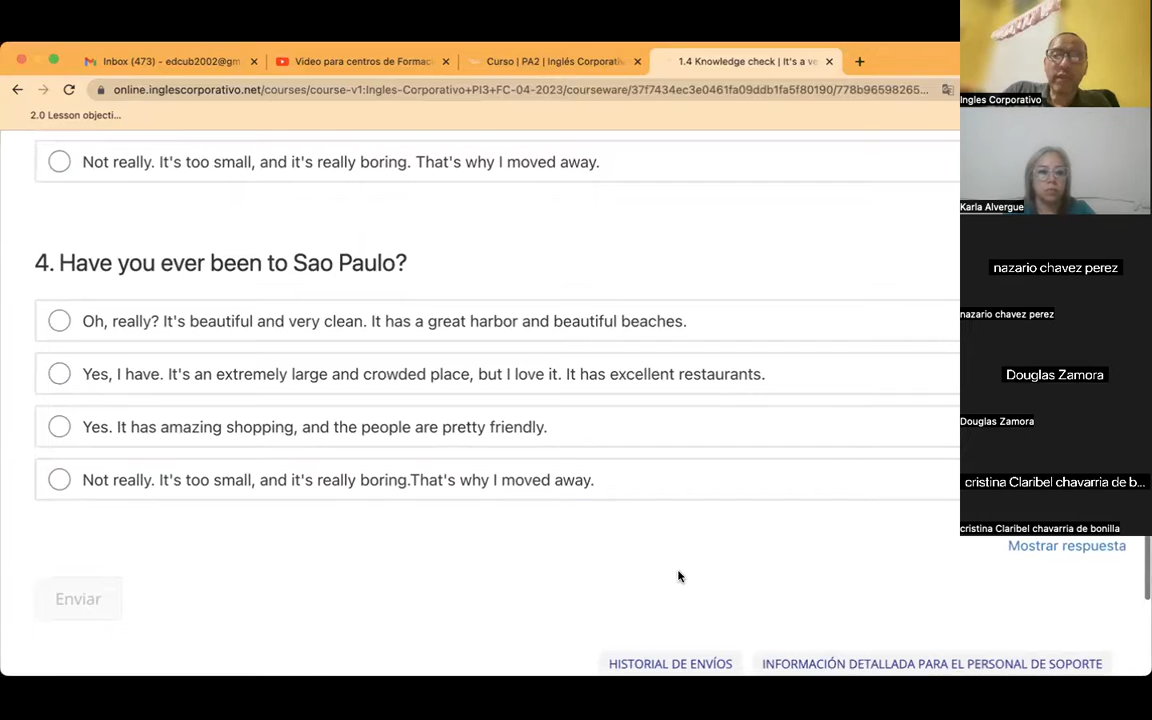 Inbox (473) - edcub2002@gm
Video para centros de Formac
Curso | PA2 | Inglés Corporati
1.4 Knowledge check | It's a ve
online.inglescorporativo.net/courses/course-v1:Ingles-Corporativo+PI3+FC-04-2023/courseware/37f7434ec3e0461fa09ddb1fa5f80190/778b96598265...
2.0 Lesson objecti...
Not really. It's too small, and it's really boring. That's why I moved away.
4. Have you ever been to Sao Paulo?
Oh, really? It's beautiful and very clean. It has a great harbor and beautiful beaches.
Yes, I have. It's an extremely large and crowded place, but I love it. It has excellent restaurants.
Yes. It has amazing shopping, and the people are pretty friendly.
Not really. It's too small, and it's really boring.That's why I moved away.
Mostrar respuesta
Enviar
HISTORIAL DE ENVÍOS
INFORMACIÓN DETALLADA PARA EL PERSONAL DE SOPORTE
Ingles Corporativo
Karla Alvergue
nazario chavez perez
nazario chavez perez
Douglas Zamora
Douglas Zamora
cristina Claribel chavarria de b...
cristina Claribel chavarria de bonilla